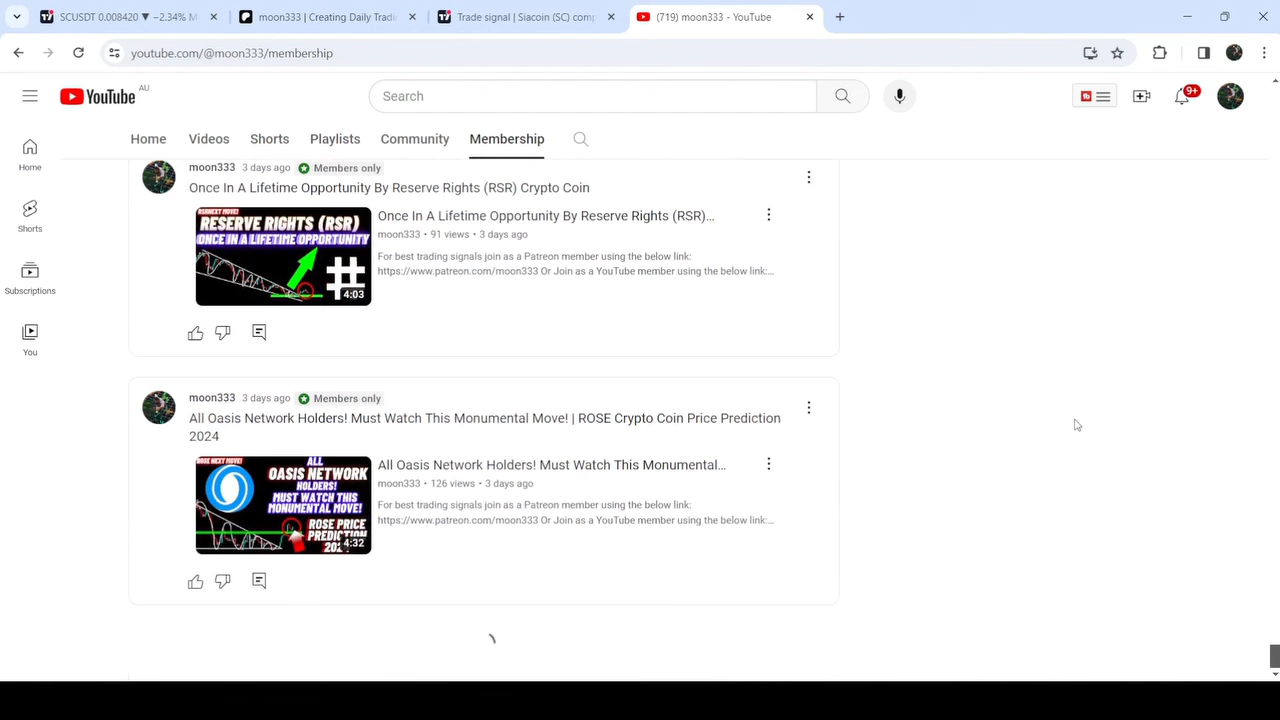 SCUSDT 0.008420 ▼ −2.34% M
moon333 | Creating Daily Tradi
Trade signal | Siacoin (SC) comp
(719) moon333 - YouTube
youtube.com/@moon333/membership
YouTube AU
Search
9+
Home Videos Shorts Playlists Community Membership
Home
Shorts
Subscriptions
You
moon333 3 days ago Members only
Once In A Lifetime Opportunity By Reserve Rights (RSR) Crypto Coin
RSR NEXT MOVE!
RESERVE RIGHTS (RSR)
ONCE IN A LIFETIME OPPORTUNITY
4:03
Once In A Lifetime Opportunity By Reserve Rights (RSR)...
moon333 • 91 views • 3 days ago
For best trading signals join as a Patreon member using the below link:
https://www.patreon.com/moon333 Or Join as a YouTube member using the below link:...
moon333 3 days ago Members only
All Oasis Network Holders! Must Watch This Monumental Move! | ROSE Crypto Coin Price Prediction
2024
ROSE NEXT MOVE!
ALL
OASIS NETWORK
HOLDERS!
MUST WATCH THIS
MONUMENTAL MOVE!
ROSE PRICE
PREDICTION
4:32
All Oasis Network Holders! Must Watch This Monumental...
moon333 • 126 views • 3 days ago
For best trading signals join as a Patreon member using the below link:
https://www.patreon.com/moon333 Or Join as a YouTube member using the below link:...